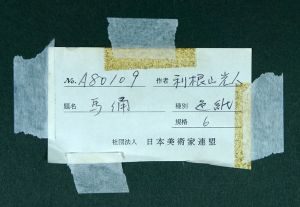 No. A80109 作者 利根山光人
題名 馬 種別 色紙
規格 6
社団法人 日本美術家連盟